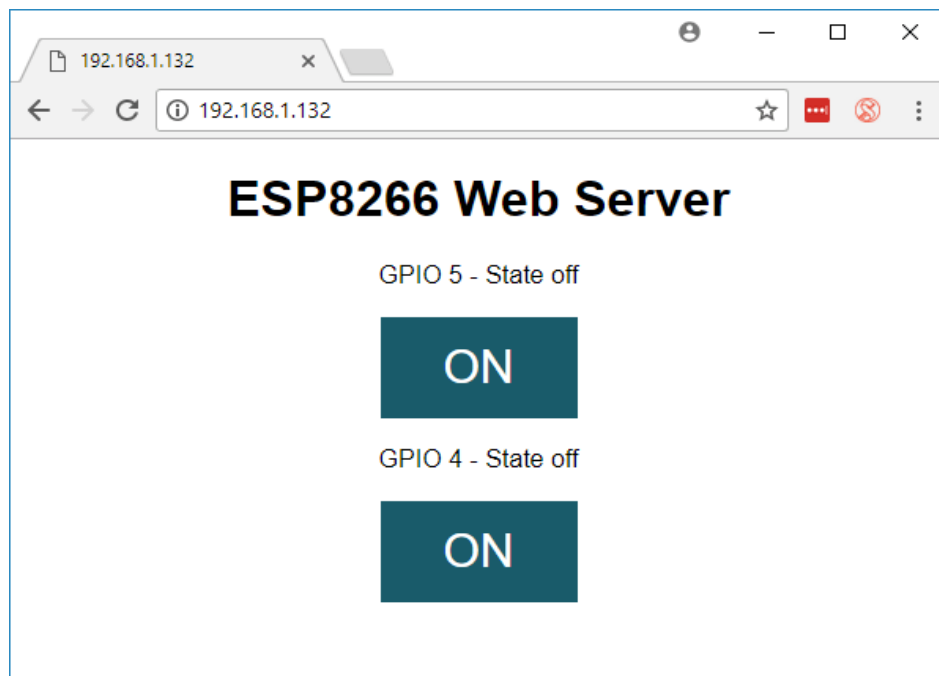 192.168.1.132
192.168.1.132
ESP8266 Web Server
GPIO 5 - State off
ON
GPIO 4 - State off
ON